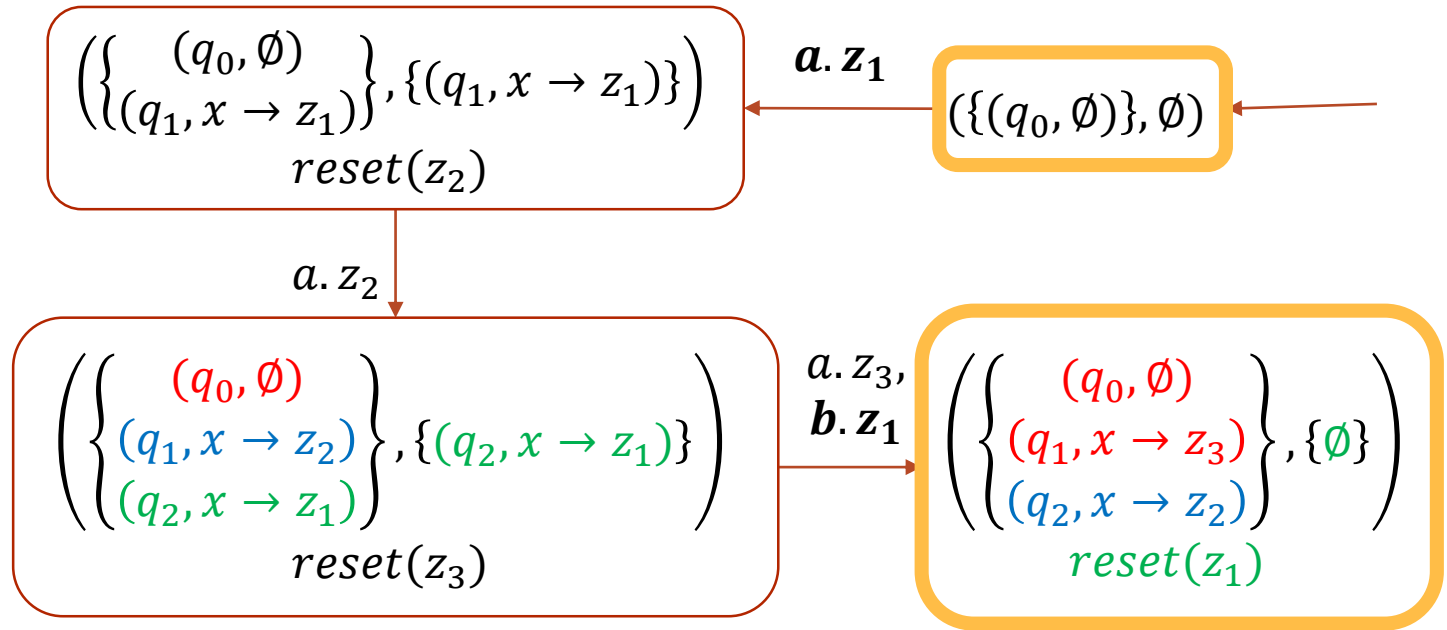 ({(q₀, ∅)}, ∅)
𝒂. 𝒛₁
({(q₀, ∅)
(q₁, x → z₁)}, {(q₁, x → z₁)})
reset(z₂)
a. z₂
({(q₀, ∅)
(q₁, x → z₂)
(q₂, x → z₁)}, {(q₂, x → z₁)})
reset(z₃)
a. z₃,
𝒃. 𝒛₁
({(q₀, ∅)
(q₁, x → z₃)
(q₂, x → z₂)}, {∅})
reset(z₁)